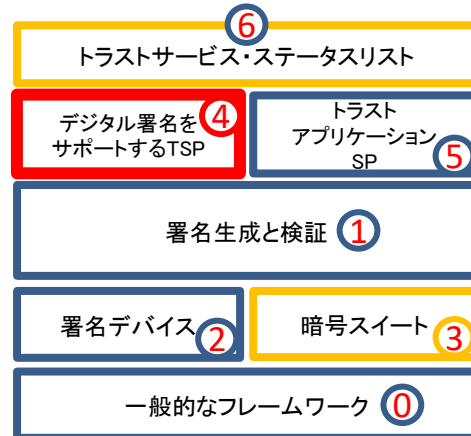 6
トラストサービス・ステータスリスト
デジタル署名を
サポートするTSP
4
トラスト
アプリケーション
SP
5
署名生成と検証 1
署名デバイス 2
暗号スイート 3
一般的なフレームワーク 0